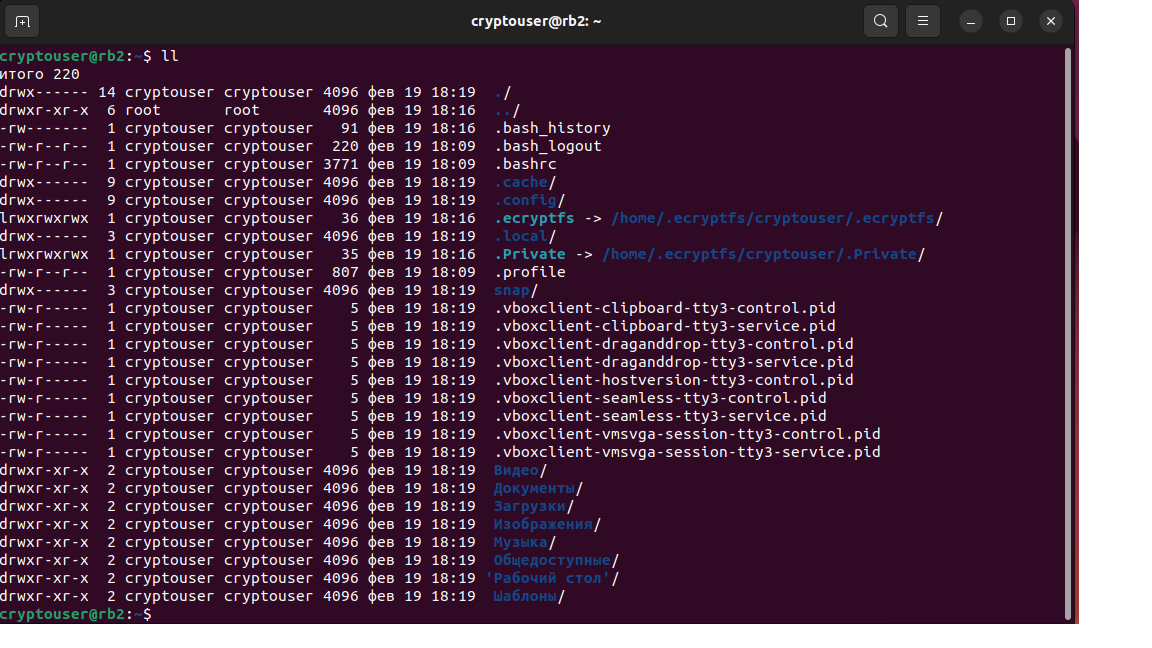 cryptouser@rb2: ~
cryptouser@rb2:~$ ll
итого 220
drwx------ 14 cryptouser cryptouser 4096 фев 19 18:19 ./
drwxr-xr-x 6 root root 4096 фев 19 18:16 ../
-rw------- 1 cryptouser cryptouser 91 фев 19 18:16 .bash_history
-rw-r--r-- 1 cryptouser cryptouser 220 фев 19 18:09 .bash_logout
-rw-r--r-- 1 cryptouser cryptouser 3771 фев 19 18:09 .bashrc
drwx------ 9 cryptouser cryptouser 4096 фев 19 18:19 .cache/
drwx------ 9 cryptouser cryptouser 4096 фев 19 18:19 .config/
lrwxrwxrwx 1 cryptouser cryptouser 36 фев 19 18:16 .ecryptfs -> /home/.ecryptfs/cryptouser/.ecryptfs/
drwx------ 3 cryptouser cryptouser 4096 фев 19 18:19 .local/
lrwxrwxrwx 1 cryptouser cryptouser 35 фев 19 18:16 .Private -> /home/.ecryptfs/cryptouser/.Private/
-rw-r--r-- 1 cryptouser cryptouser 807 фев 19 18:09 .profile
drwx------ 3 cryptouser cryptouser 4096 фев 19 18:19 snap/
-rw-r----- 1 cryptouser cryptouser 5 фев 19 18:19 .vboxclient-clipboard-tty3-control.pid
-rw-r----- 1 cryptouser cryptouser 5 фев 19 18:19 .vboxclient-clipboard-tty3-service.pid
-rw-r----- 1 cryptouser cryptouser 5 фев 19 18:19 .vboxclient-draganddrop-tty3-control.pid
-rw-r----- 1 cryptouser cryptouser 5 фев 19 18:19 .vboxclient-draganddrop-tty3-service.pid
-rw-r----- 1 cryptouser cryptouser 5 фев 19 18:19 .vboxclient-hostversion-tty3-control.pid
-rw-r----- 1 cryptouser cryptouser 5 фев 19 18:19 .vboxclient-seamless-tty3-control.pid
-rw-r----- 1 cryptouser cryptouser 5 фев 19 18:19 .vboxclient-seamless-tty3-service.pid
-rw-r----- 1 cryptouser cryptouser 5 фев 19 18:19 .vboxclient-vmsvga-session-tty3-control.pid
-rw-r----- 1 cryptouser cryptouser 5 фев 19 18:19 .vboxclient-vmsvga-session-tty3-service.pid
drwxr-xr-x 2 cryptouser cryptouser 4096 фев 19 18:19 Видео/
drwxr-xr-x 2 cryptouser cryptouser 4096 фев 19 18:19 Документы/
drwxr-xr-x 2 cryptouser cryptouser 4096 фев 19 18:19 Загрузки/
drwxr-xr-x 2 cryptouser cryptouser 4096 фев 19 18:19 Изображения/
drwxr-xr-x 2 cryptouser cryptouser 4096 фев 19 18:19 Музыка/
drwxr-xr-x 2 cryptouser cryptouser 4096 фев 19 18:19 Общедоступные/
drwxr-xr-x 2 cryptouser cryptouser 4096 фев 19 18:19 'Рабочий стол'/
drwxr-xr-x 2 cryptouser cryptouser 4096 фев 19 18:19 Шаблоны/
cryptouser@rb2:~$